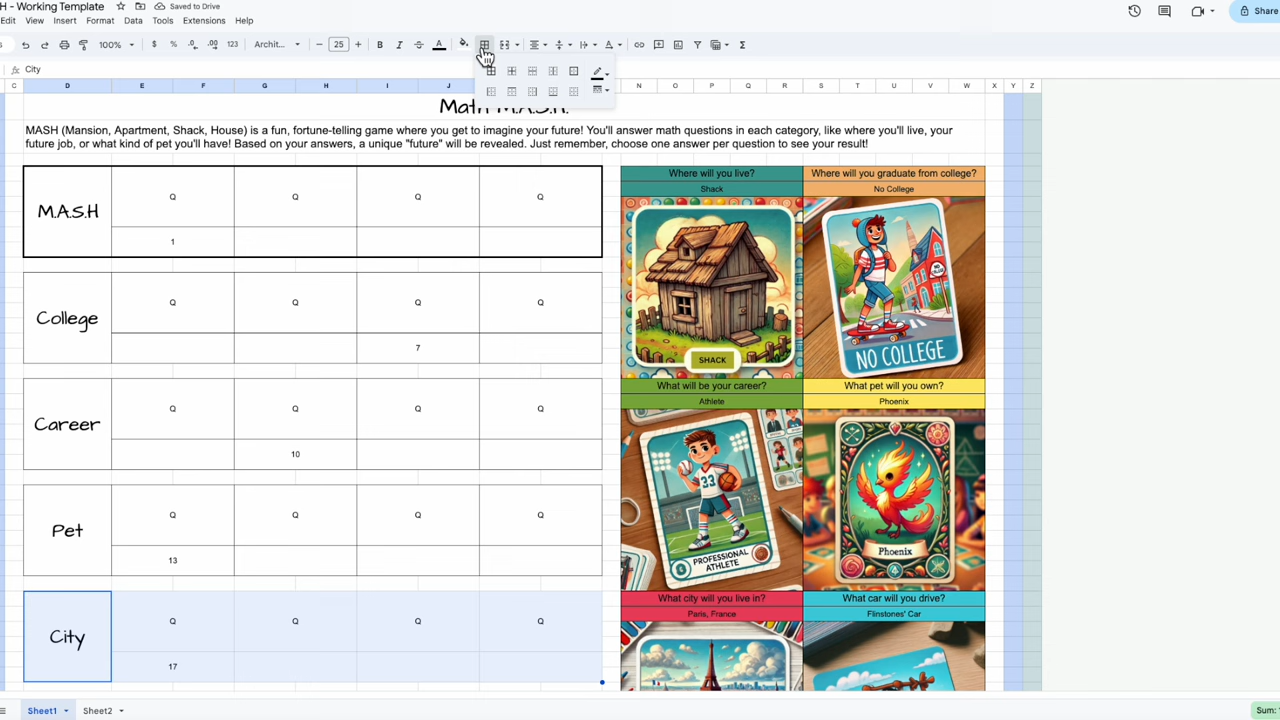 H - Working Template
Saved to Drive
Share
Edit View Insert Format Data Tools Extensions Help
100% $ % .0 .00 123 Archit... 25 B I S A Σ
fx City
C D E F G H I J N O P Q R S T U V W X Y Z
Math M.A.S.H.
MASH (Mansion, Apartment, Shack, House) is a fun, fortune-telling game where you get to imagine your future! You'll answer math questions in each category, like where you'll live, your
future job, or what kind of pet you'll have! Based on your answers, a unique "future" will be revealed. Just remember, choose one answer per question to see your result!
M.A.S.H
Q Q Q Q
1
College
Q Q Q Q
7
Career
Q Q Q Q
10
Pet
Q Q Q Q
13
City
Q Q Q Q
17
Where will you live? Where will you graduate from college?
Shack No College
SHACK
NO COLLEGE
What will be your career? What pet will you own?
Athlete Phoenix
33
PROFESSIONAL
ATHLETE
Phoenix
What city will you live in? What car will you drive?
Paris, France Flinstones' Car
Sheet1 Sheet2
Sum: